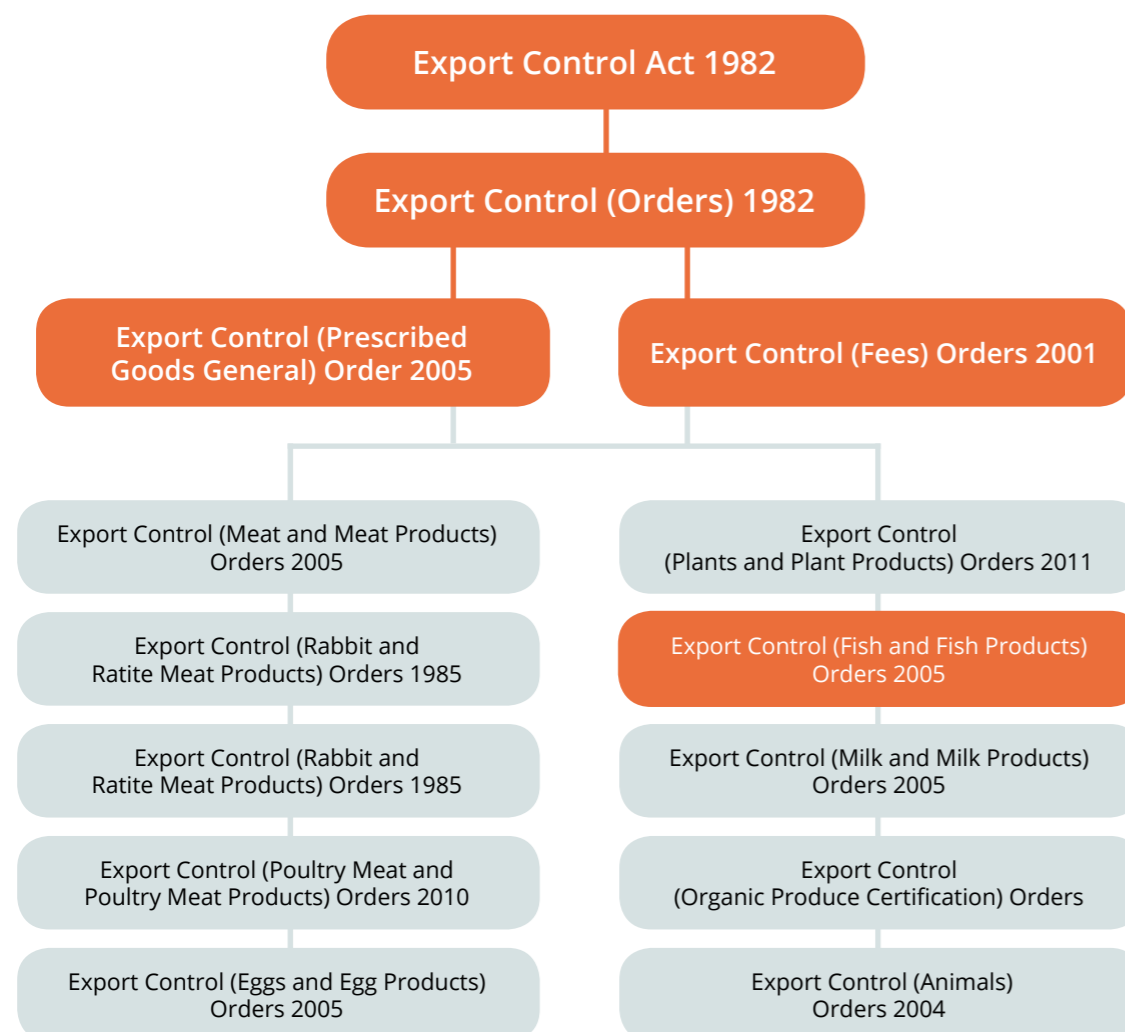 Export Control Act 1982
Export Control (Orders) 1982
Export Control (Prescribed
Goods General) Order 2005
Export Control (Fees) Orders 2001
Export Control (Meat and Meat Products)
Orders 2005
Export Control (Rabbit and
Ratite Meat Products) Orders 1985
Export Control (Rabbit and
Ratite Meat Products) Orders 1985
Export Control (Poultry Meat and
Poultry Meat Products) Orders 2010
Export Control (Eggs and Egg Products)
Orders 2005
Export Control
(Plants and Plant Products) Orders 2011
Export Control (Fish and Fish Products)
Orders 2005
Export Control (Milk and Milk Products)
Orders 2005
Export Control
(Organic Produce Certification) Orders
Export Control (Animals)
Orders 2004